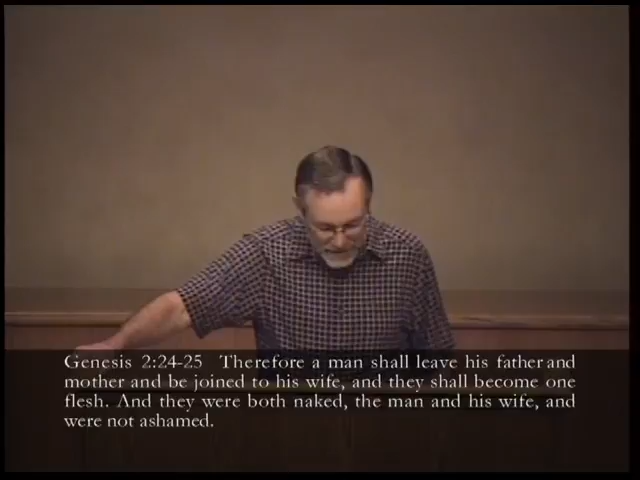 Genesis 2:24-25 Therefore a man shall leave his father and
mother and be joined to his wife, and they shall become one
flesh. And they were both naked, the man and his wife, and
were not ashamed.